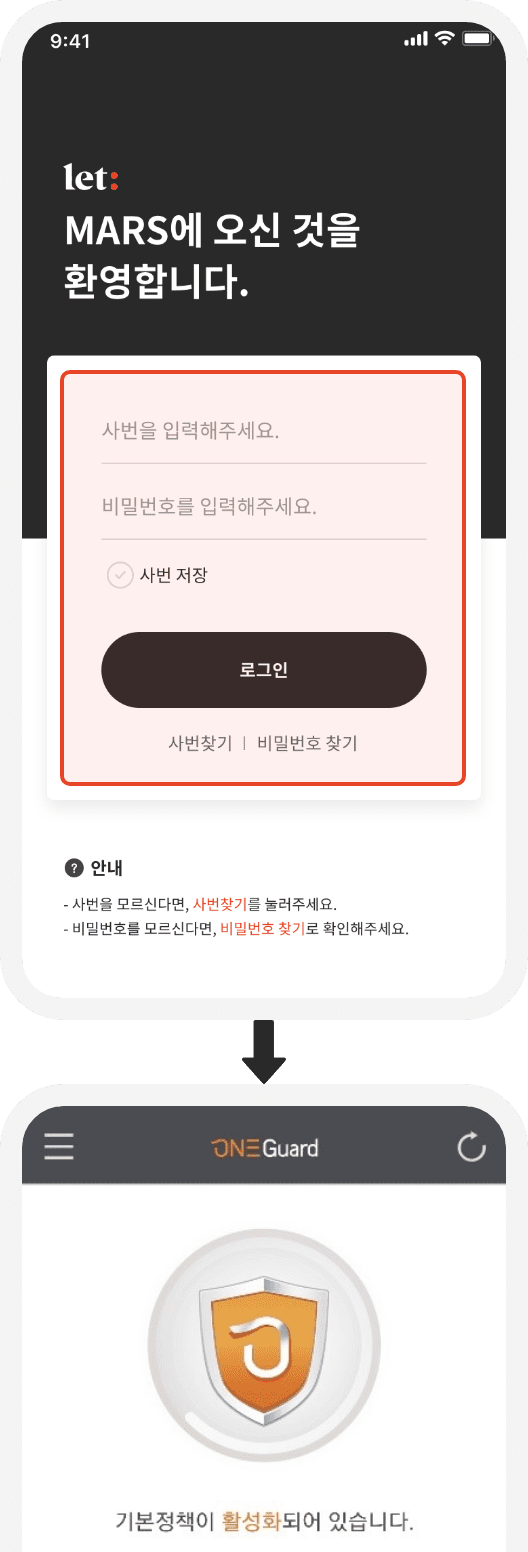 9:41
let:
MARS에 오신 것을
환영합니다.
사번을 입력해주세요.
비밀번호를 입력해주세요.
사번 저장
로그인
사번찾기 | 비밀번호 찾기
? 안내
- 사번을 모르신다면, 사번찾기를 눌러주세요.
- 비밀번호를 모르신다면, 비밀번호 찾기로 확인해주세요.
ONEGuard
기본정책이 활성화되어 있습니다.